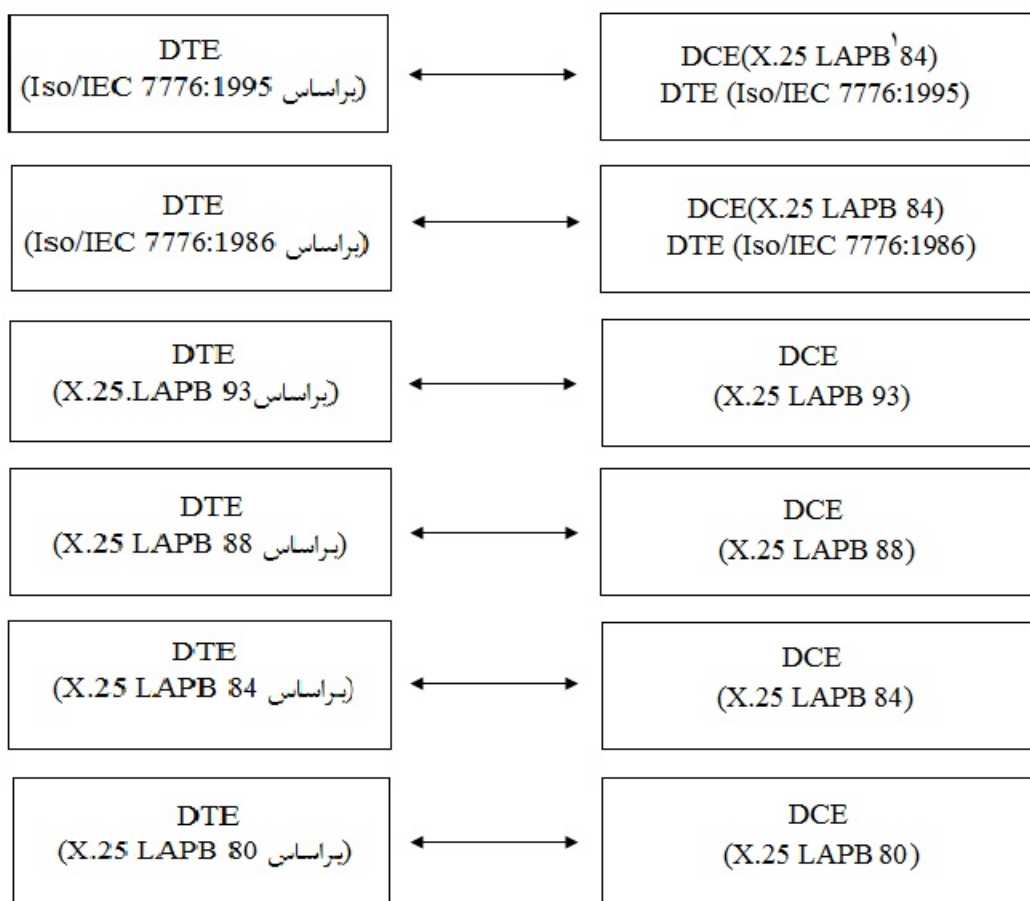 DTE
(براساس Iso/IEC 7776:1995)
DCE(X.25 LAPB۱84)
DTE (Iso/IEC 7776:1995)
DTE
(براساس Iso/IEC 7776:1986)
DCE(X.25 LAPB 84)
DTE (Iso/IEC 7776:1986)
DTE
(براساسX.25.LAPB 93)
DCE
(X.25 LAPB 93)
DTE
(براساس X.25 LAPB 88)
DCE
(X.25 LAPB 88)
DTE
(براساس X.25 LAPB 84)
DCE
(X.25 LAPB 84)
DTE
(براساس X.25 LAPB 80)
DCE
(X.25 LAPB 80)